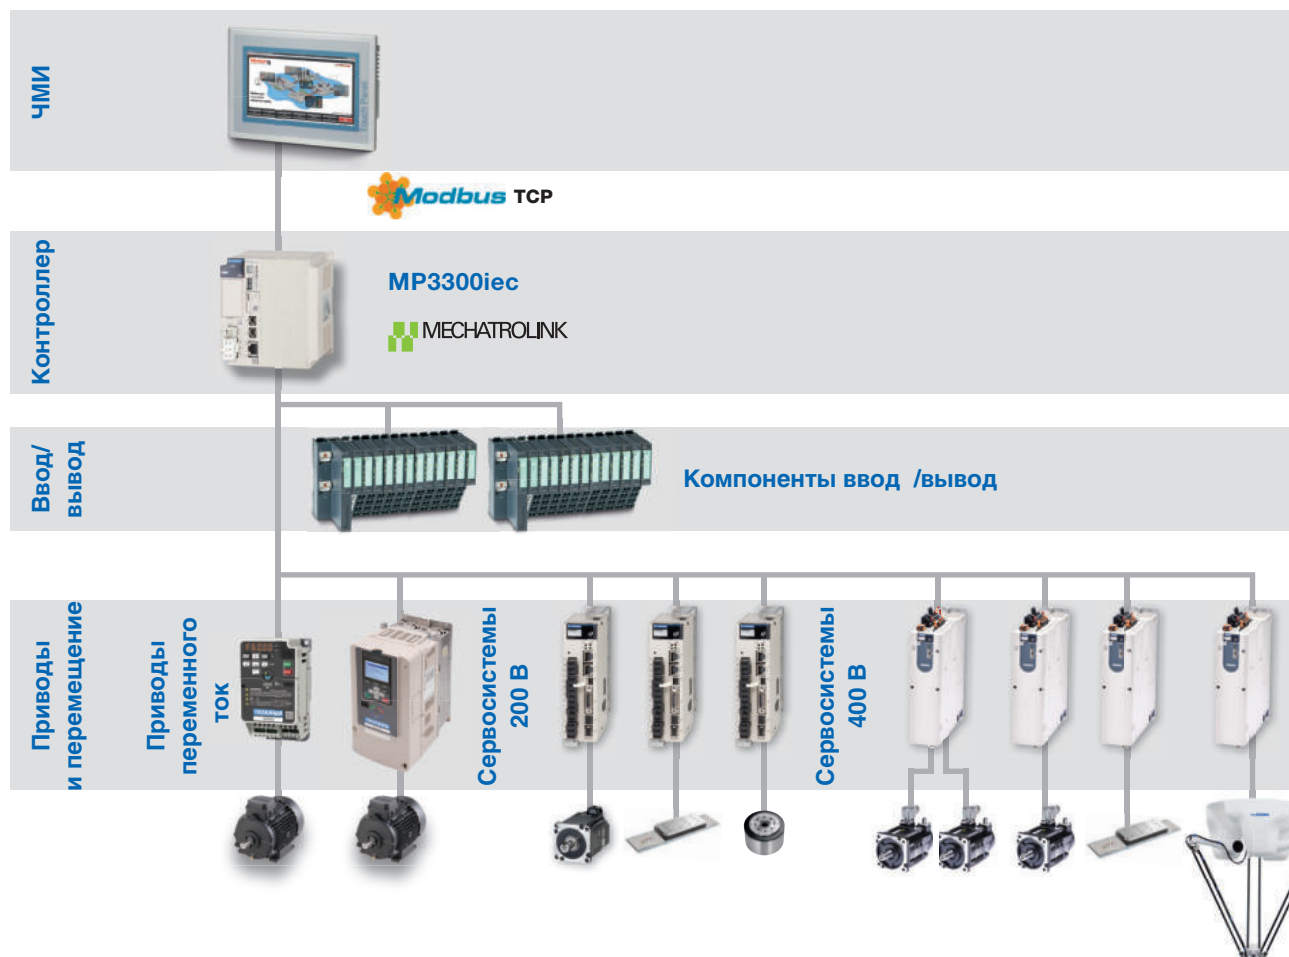 ЧМИ
Modbus TCP
Контроллер
MP3300iec
MECHATROLINK
Ввод/
вывод
Компоненты ввод /вывод
Приводы
и перемещение
Приводы
переменного
ток
Сервосистемы
200 В
Сервосистемы
400 В